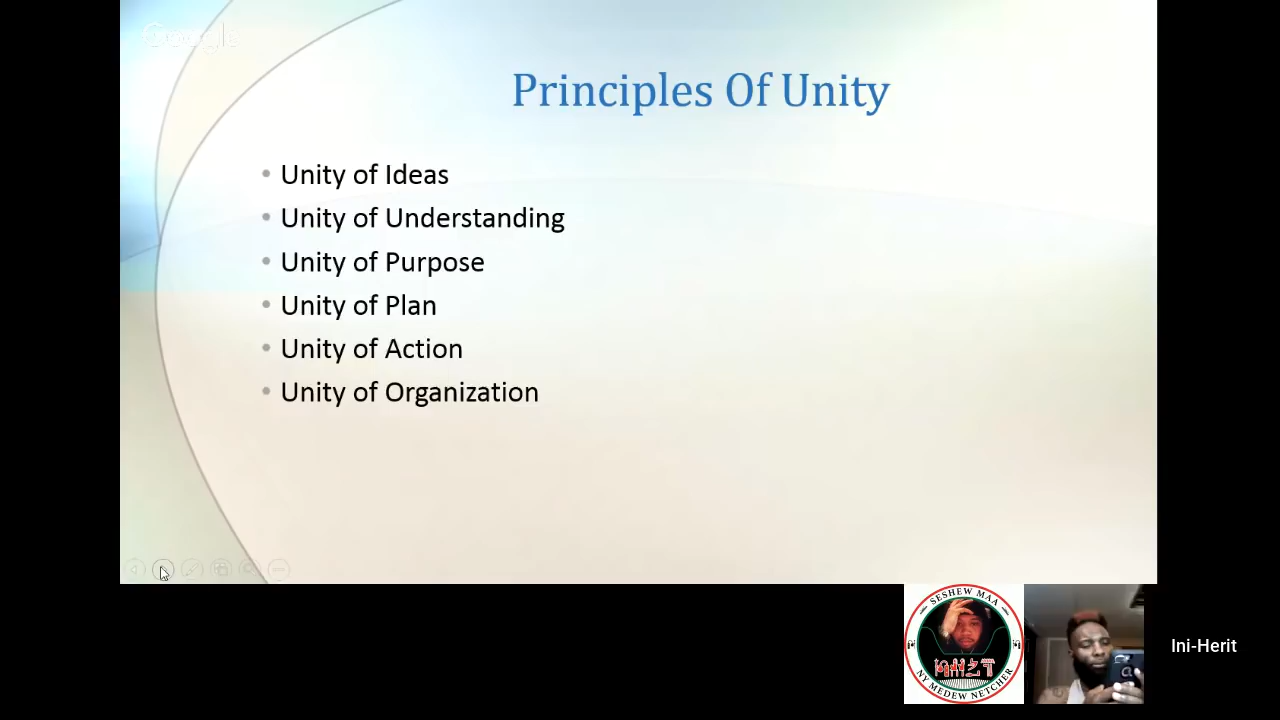 Google
Principles Of Unity
Unity of Ideas
Unity of Understanding
Unity of Purpose
Unity of Plan
Unity of Action
Unity of Organization
SESHEW MAA
NY MEDEW NETCHER
Ini-Herit